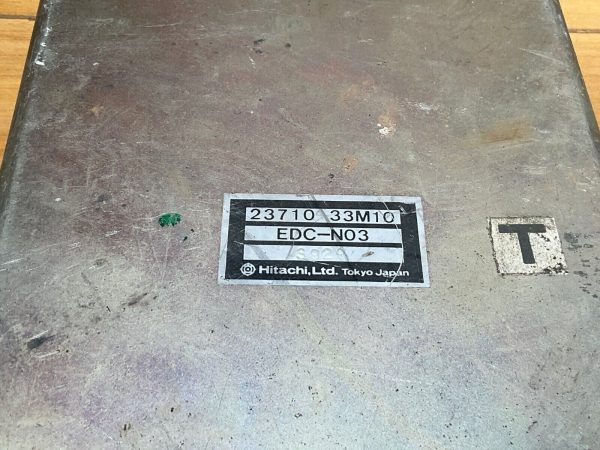 23710 33M10
EDC-N03
Hitachi, Ltd. Tokyo Japan
T